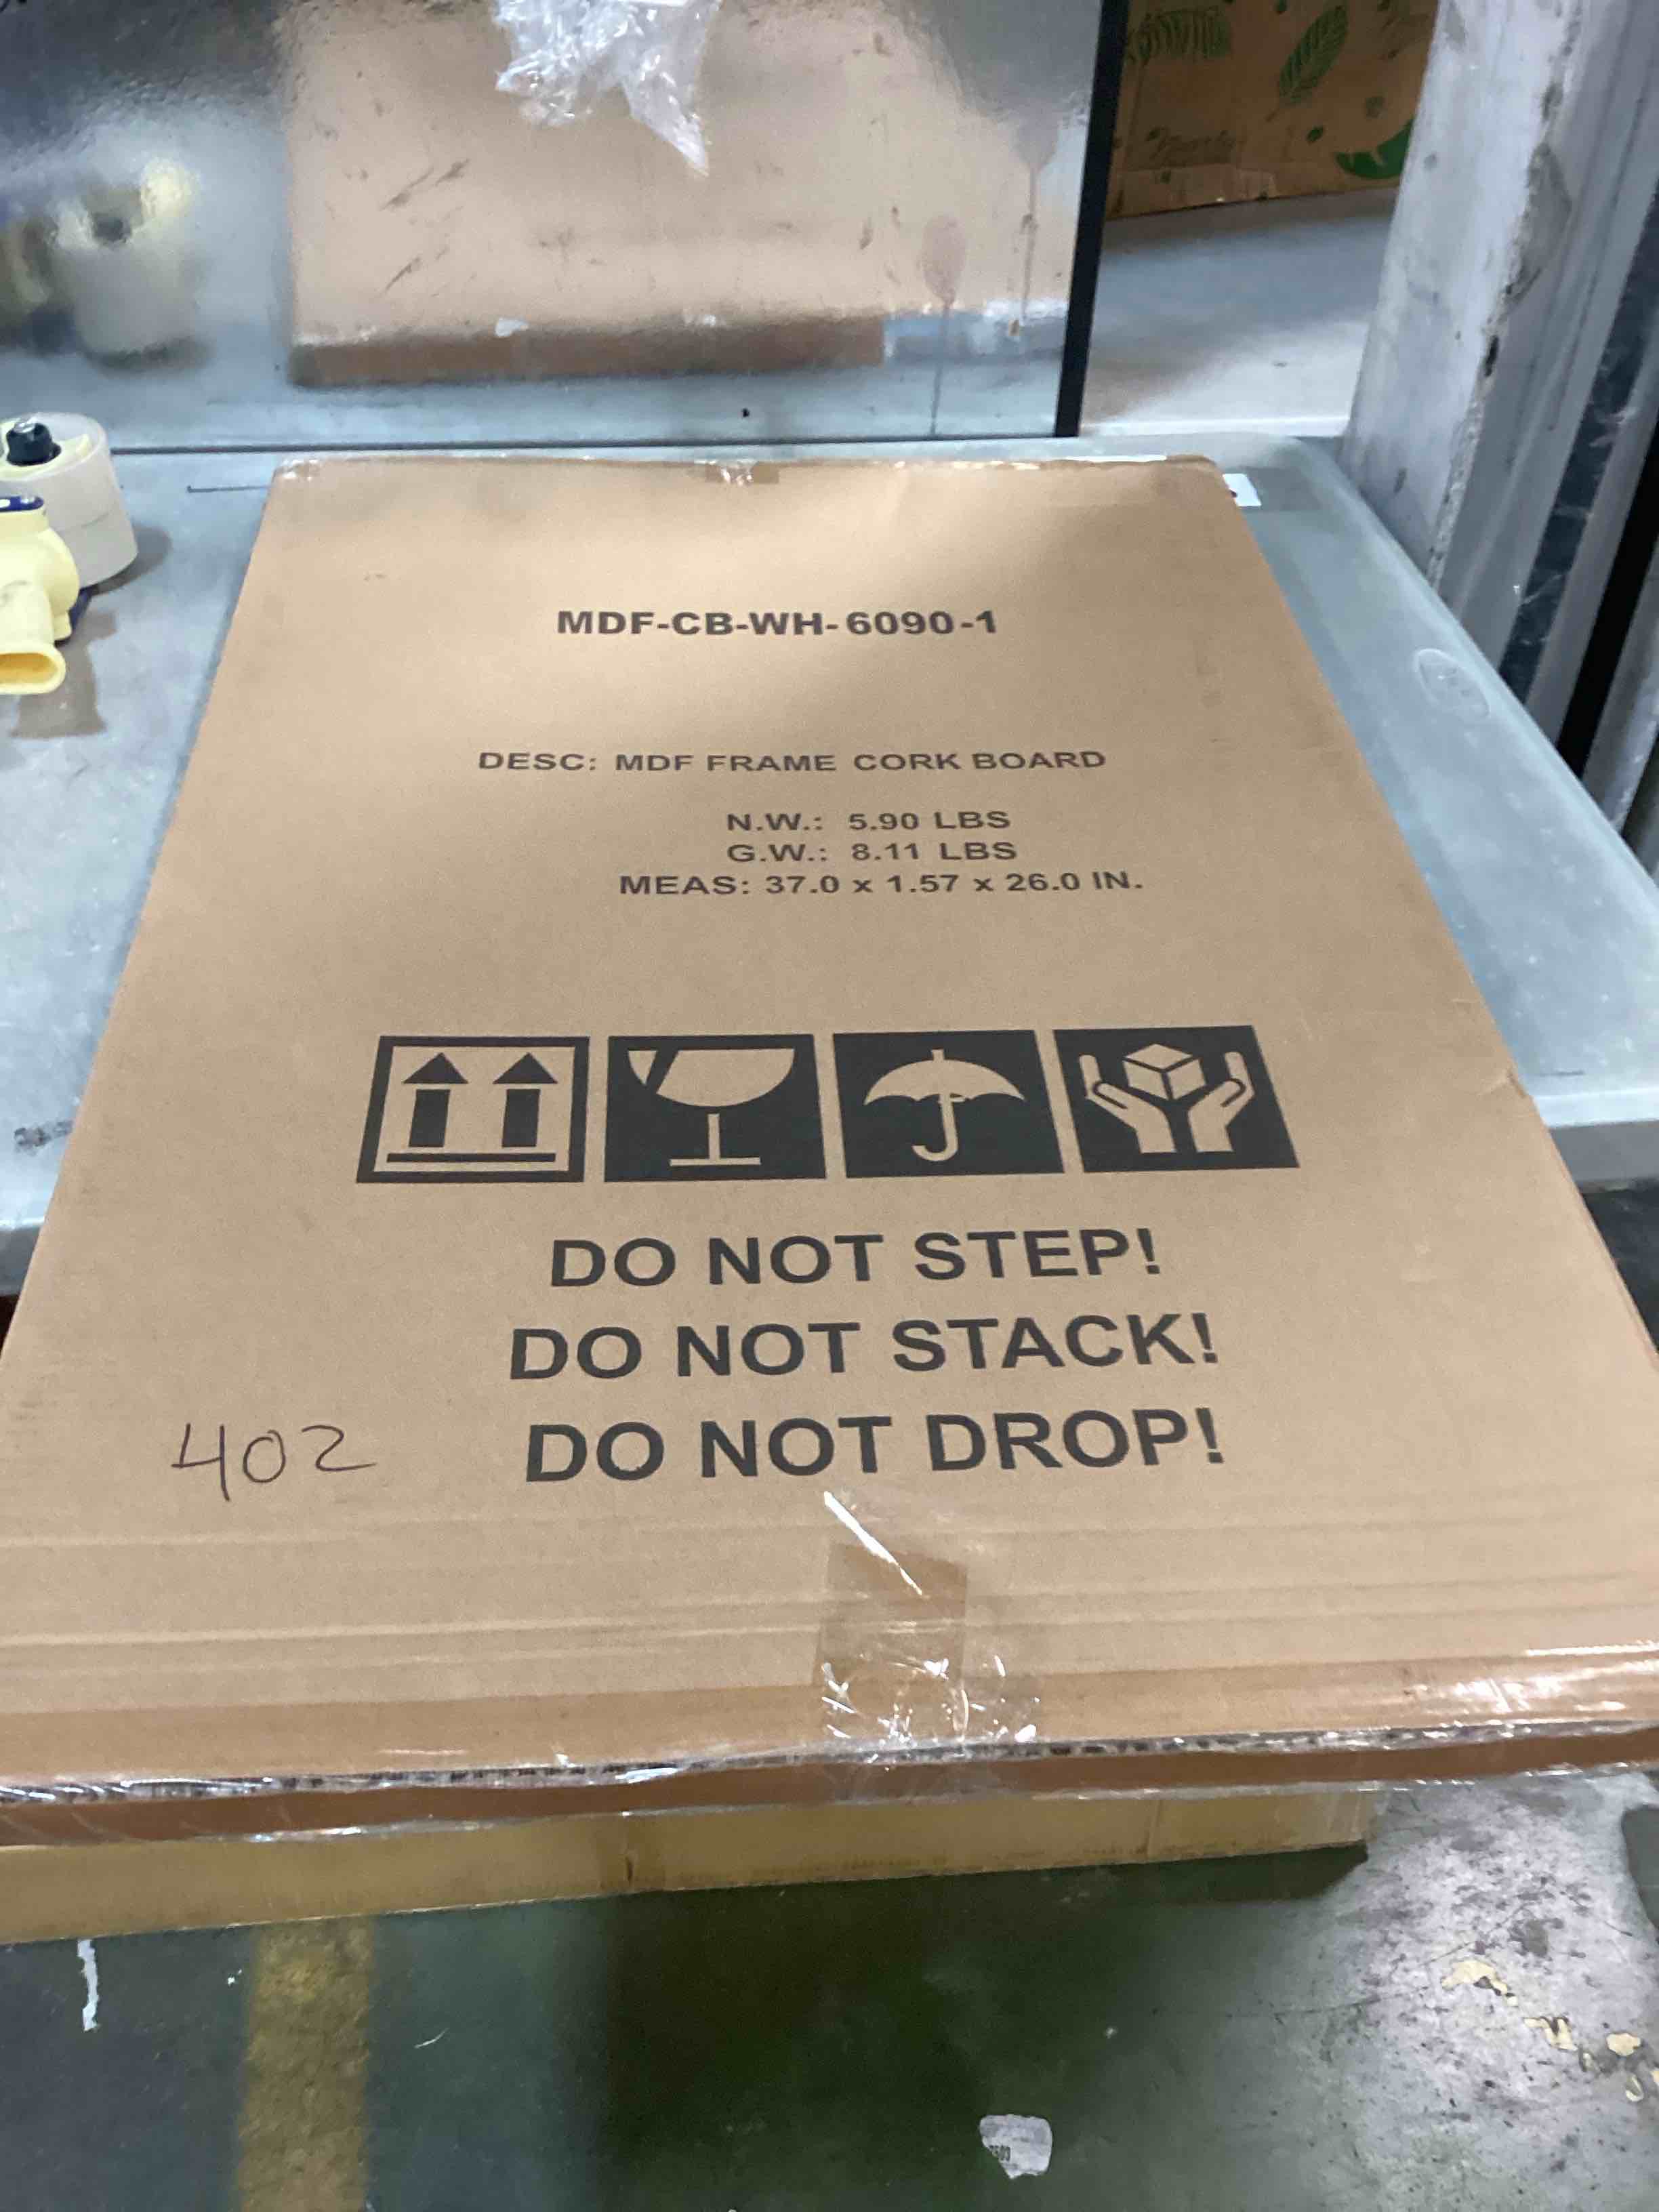 MDF-CB-WH-6090-1
DESC: MDF FRAME CORK BOARD
N.W.: 5.90 LBS
G.W.: 8.11 LBS
MEAS: 37.0 x 1.57 x 26.0 IN.
DO NOT STEP!
DO NOT STACK!
DO NOT DROP!
402